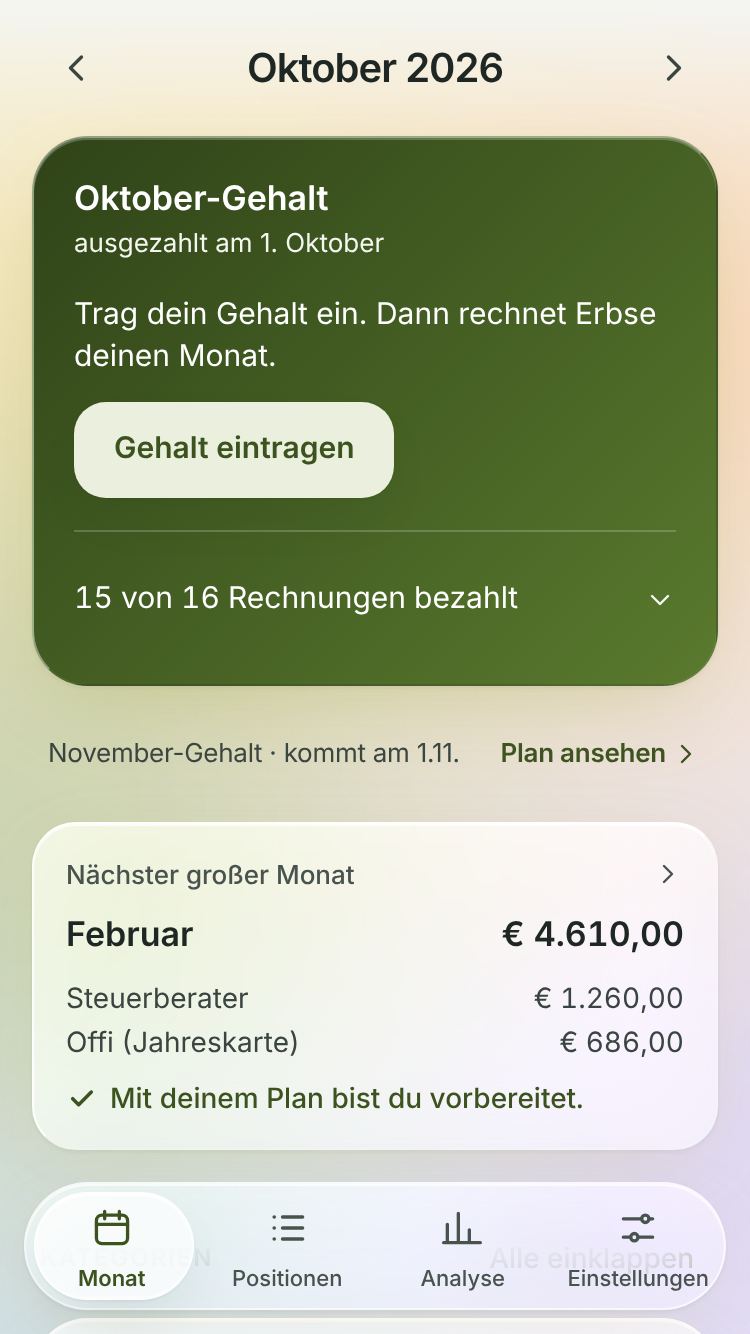 Oktober 2026
Oktober-Gehalt
ausgezahlt am 1. Oktober
Trag dein Gehalt ein. Dann rechnet Erbse
deinen Monat.
Gehalt eintragen
15 von 16 Rechnungen bezahlt
November-Gehalt · kommt am 1.11. Plan ansehen
Nächster großer Monat
Februar € 4.610,00
Steuerberater € 1.260,00
Offi (Jahreskarte) € 686,00
Mit deinem Plan bist du vorbereitet.
KATEGORIEN Alle einklappen
Monat Positionen Analyse Einstellungen